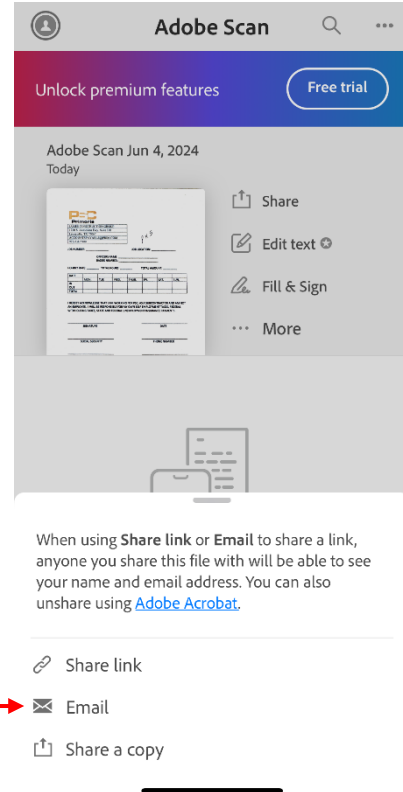 Adobe Scan
Unlock premium features
Free trial
Adobe Scan Jun 4, 2024
Today
Share
Edit text
Fill & Sign
More
When using Share link or Email to share a link,
anyone you share this file with will be able to see
your name and email address. You can also
unshare using Adobe Acrobat.
Share link
Email
Share a copy